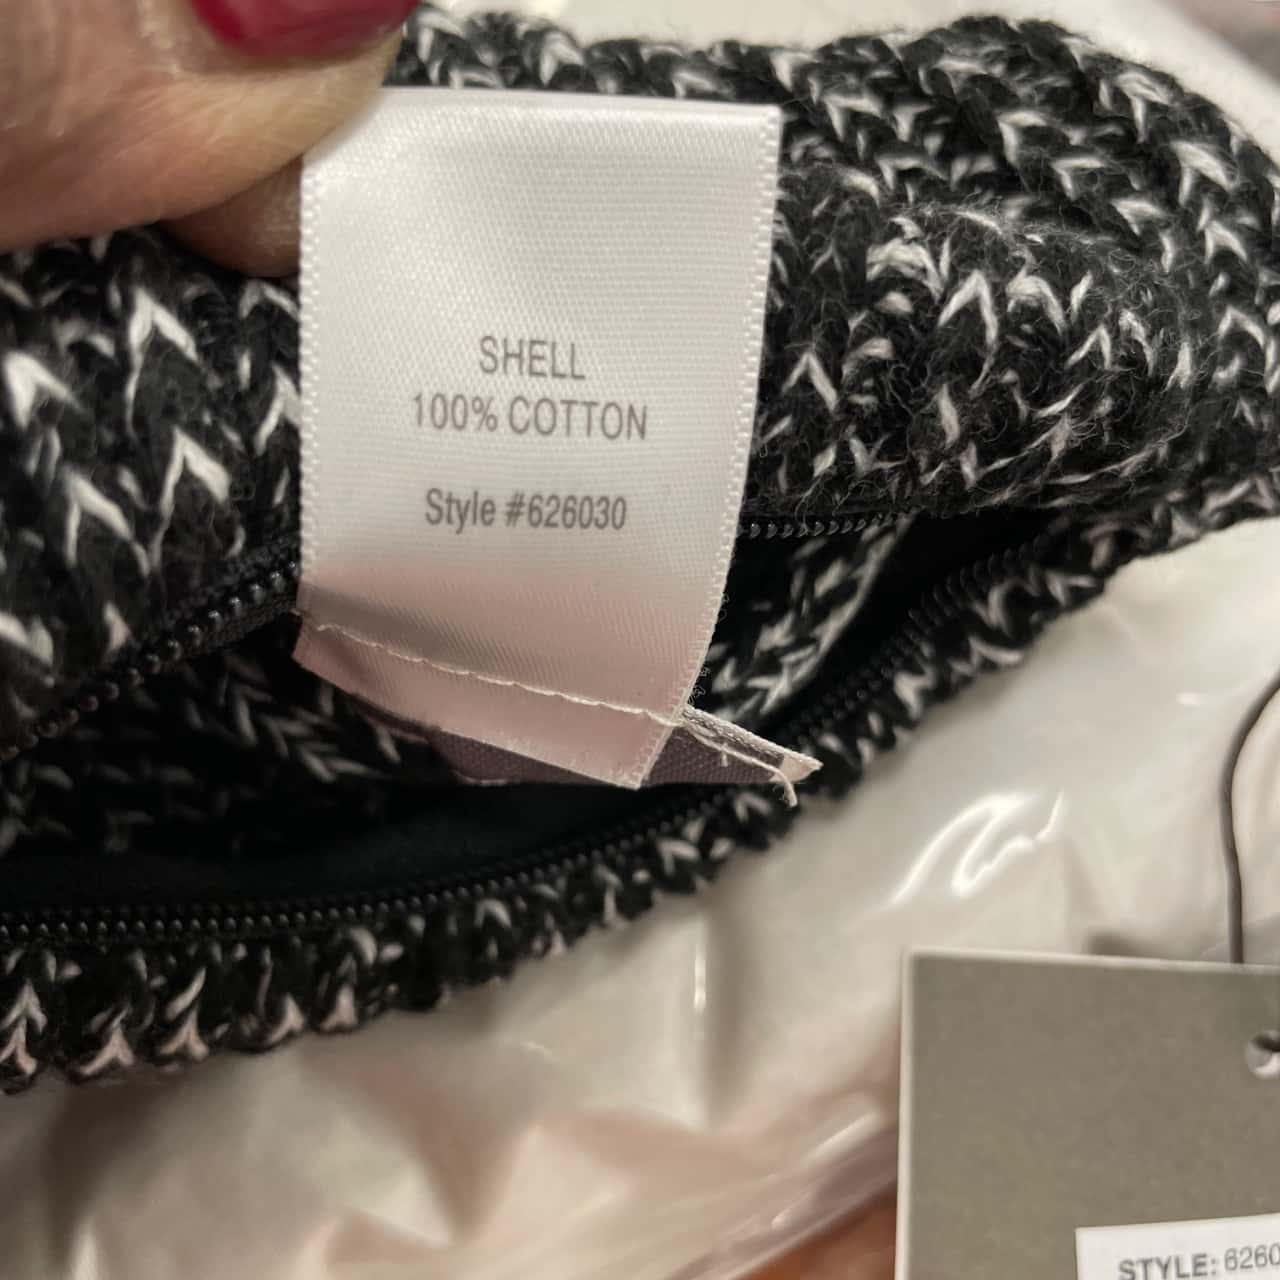 SHELL
100% COTTON
Style #626030
STYLE: 6260